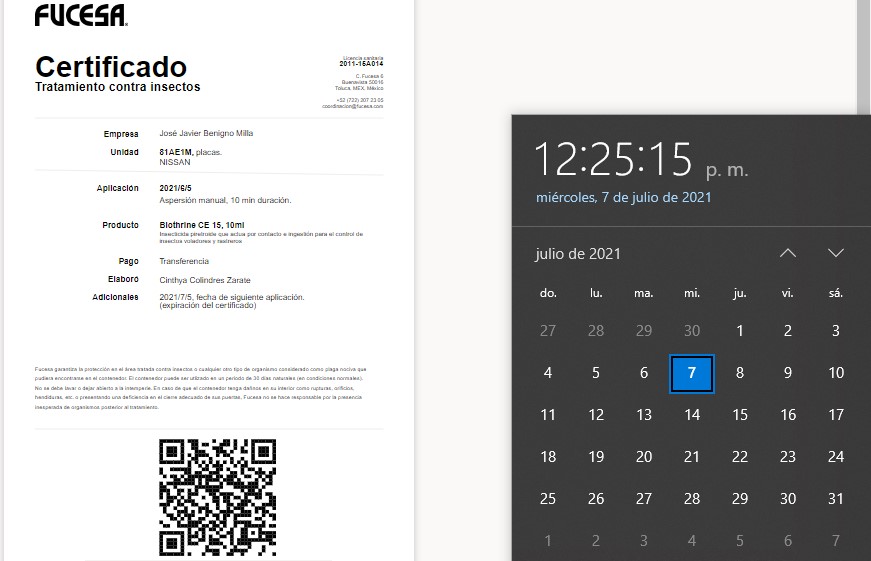 FUCESA
Certificado
Tratamiento contra insectos
Licencia sanitaria
2011-15A014
C. Fucesa 6
Buenavista 50016
Toluca, MEX, México
+52 (722) 207 23 05
coordinacion@fucesa.com
Empresa José Javier Benigno Milla
Unidad 81AE1M, placas.
NISSAN
Aplicación 2021/6/5
Aspersión manual, 10 min duración.
Producto Biothrine CE 15, 10ml
Insecticida piretroide que actua por contacto e ingestión para el control de
insectos voladores y rastreros
Pago Transferencia
Elaboró Cinthya Colindres Zarate
Adicionales 2021/7/5, fecha de siguiente aplicación.
(expiración del certificado)
Fucesa garantiza la protección en el área tratada contra insectos o cualquier otro tipo de organismo considerado como plaga nociva que
pudiera encontrarse en el contenedor. El contenedor puede ser utilizado en un periodo de 30 días naturales (en condiciones normales).
No se debe lavar o dejar abierto a la intemperie. En caso de que el contenedor tenga dafinos en su interior como rupturas, orificios,
hendiduras, etc. o presentando una deficiencia en el cierre adecuado de sus puertas. Fucesa no se hace responsable por la presencia
inesperada de organismos posterior al tratamiento.
12:25:15 p. m.
miércoles, 7 de julio de 2021
julio de 2021
do. lu. ma. mi. ju. vi. sá.
27 28 29 30 1 2 3
4 5 6 7 8 9 10
11 12 13 14 15 16 17
18 19 20 21 22 23 24
25 26 27 28 29 30 31
1 2 3 4 5 6 7